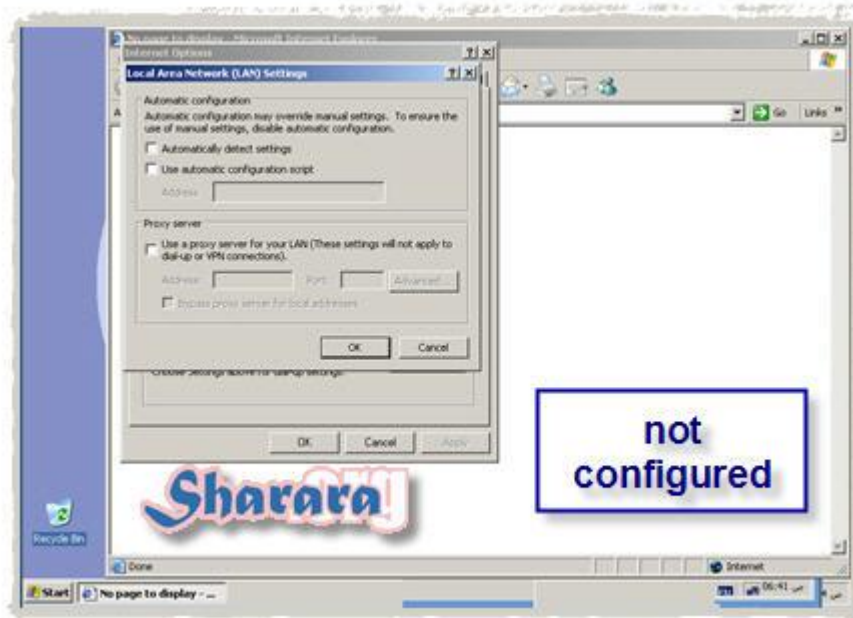 No page to display - Microsoft Internet Explorer
Internet Options
Local Area Network (LAN) Settings
Automatic configuration
Automatic configuration may override manual settings. To ensure the
use of manual settings, disable automatic configuration.
Automatically detect settings
Use automatic configuration script
Address
Proxy server
Use a proxy server for your LAN (These settings will not apply to
dial-up or VPN connections).
Address: Port: Advanced...
Bypass proxy server for local addresses
OK Cancel
Choose Settings above for dial-up settings.
OK Cancel Apply
Go Links »
not
configured
Sharara
.org
Recycle Bin
Done Internet
Start No page to display - ... 06:41